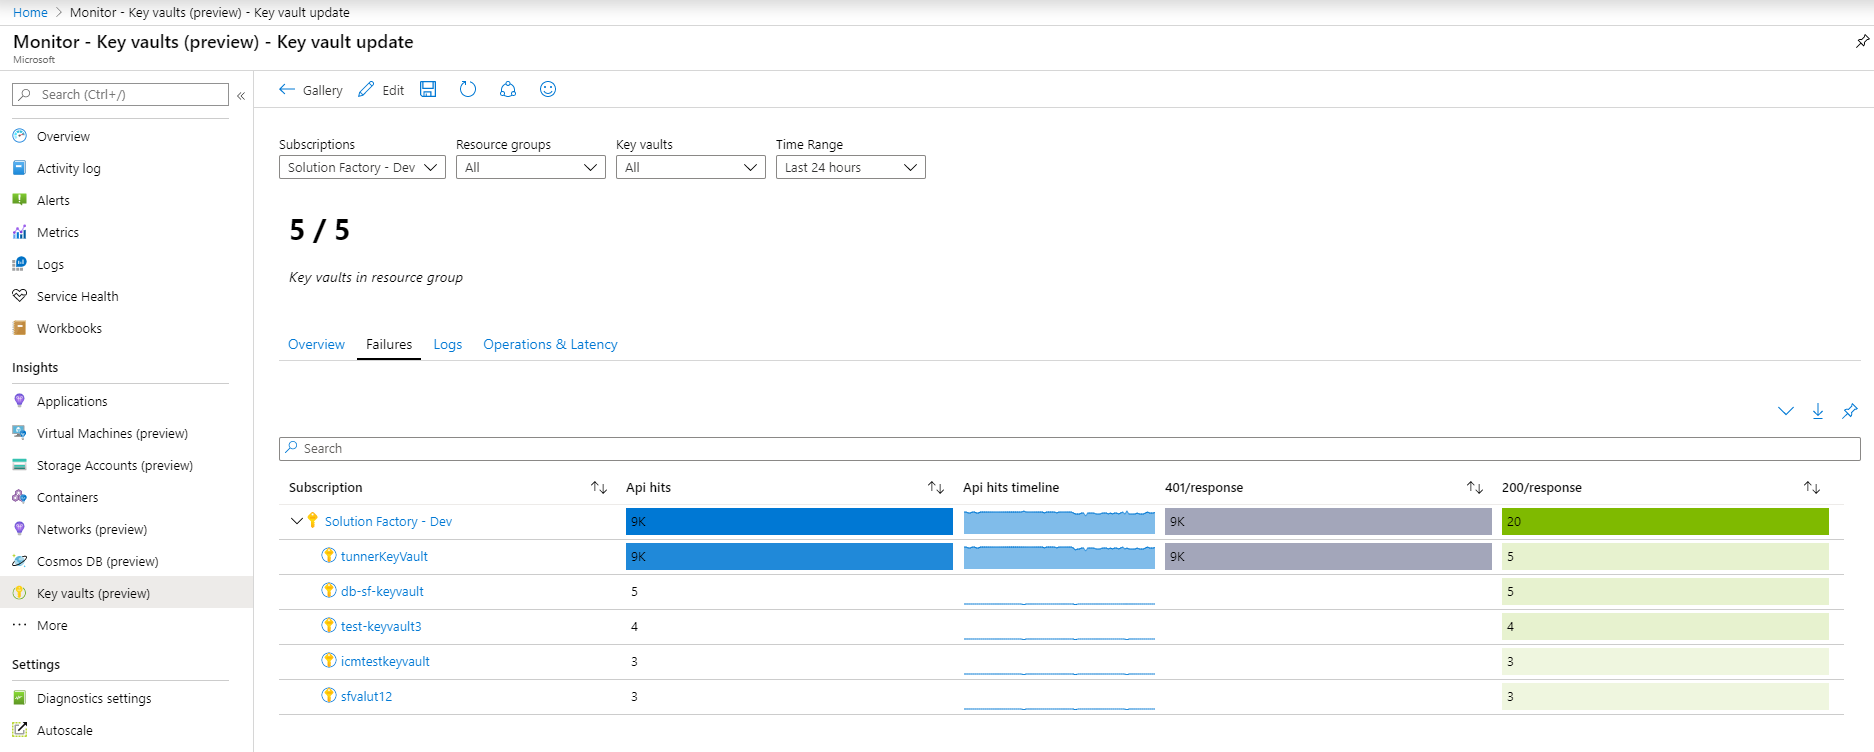 Home > Monitor - Key vaults (preview) - Key vault update
Monitor - Key vaults (preview) - Key vault update
Microsoft
Search (Ctrl+/)
«
Overview
Activity log
Alerts
Metrics
Logs
Service Health
Workbooks
Insights
Applications
Virtual Machines (preview)
Storage Accounts (preview)
Containers
Networks (preview)
Cosmos DB (preview)
Key vaults (preview)
More
Settings
Diagnostics settings
Autoscale
Gallery Edit
Subscriptions Resource groups Key vaults Time Range
Solution Factory - Dev All All Last 24 hours
5 / 5
Key vaults in resource group
Overview Failures Logs Operations & Latency
Search
Subscription Api hits Api hits timeline 401/response 200/response
Solution Factory - Dev 9K 9K 20
tunnerKeyVault 9K 9K 5
db-sf-keyvault 5 5
test-keyvault3 4 4
icmtestkeyvault 3 3
sfvalut12 3 3